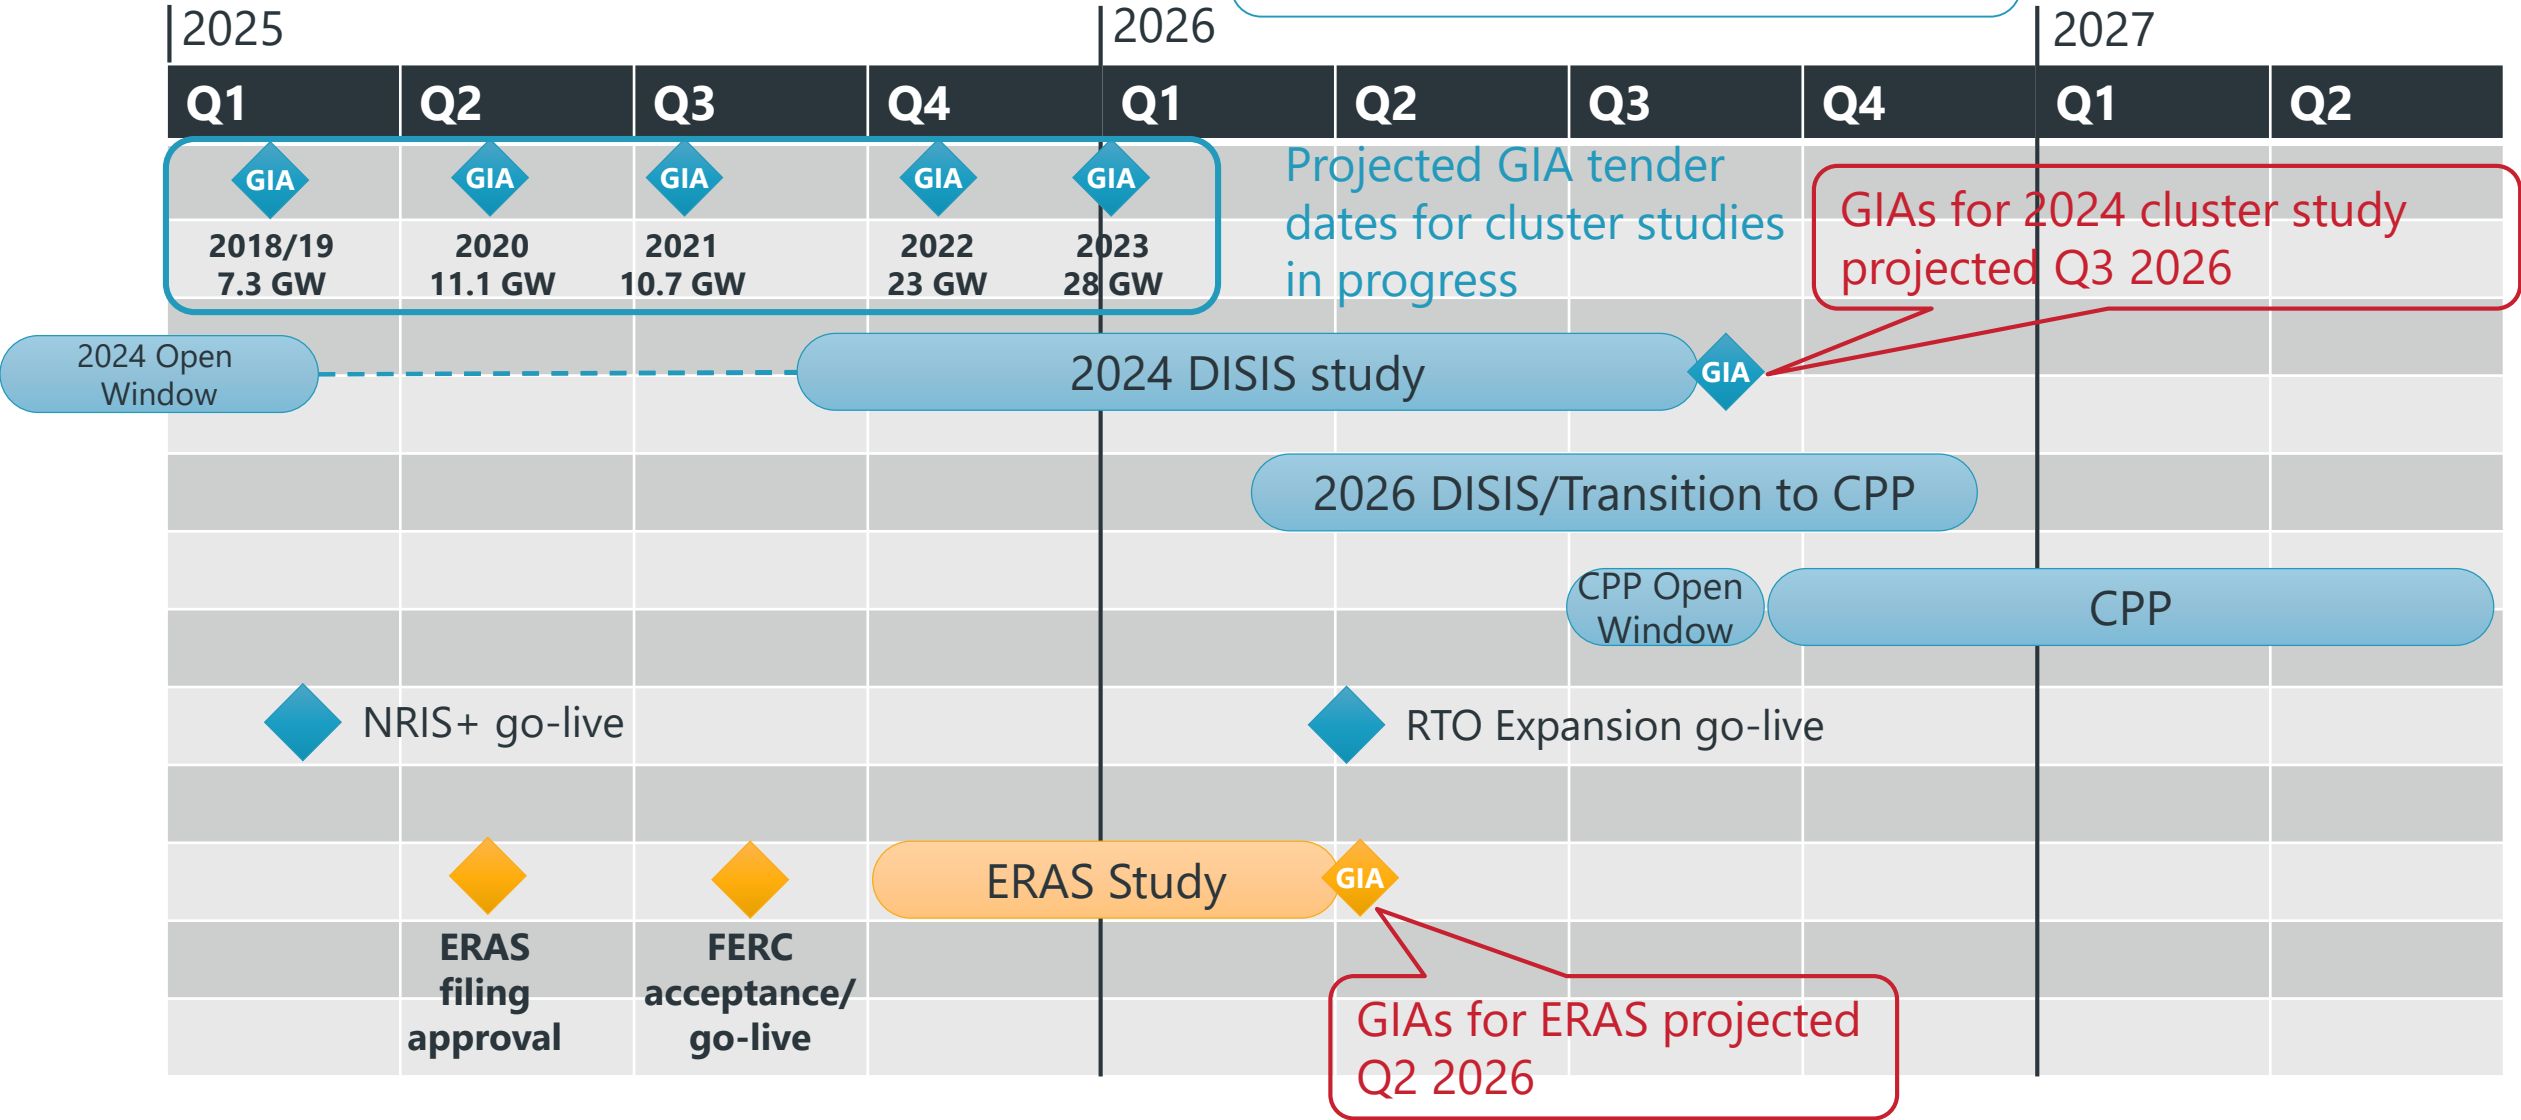 2025
2026
2027
Q1 Q2 Q3 Q4 Q1 Q2 Q3 Q4 Q1 Q2
GIA GIA GIA GIA GIA
2018/19
7.3 GW
2020
11.1 GW
2021
10.7 GW
2022
23 GW
2023
28 GW
Projected GIA tender
dates for cluster studies
in progress
GIAs for 2024 cluster study
projected Q3 2026
2024 Open
Window
2024 DISIS study
GIA
2026 DISIS/Transition to CPP
CPP Open
Window
CPP
NRIS+ go-live
RTO Expansion go-live
ERAS Study
GIA
ERAS
filing
approval
FERC
acceptance/
go-live
GIAs for ERAS projected
Q2 2026